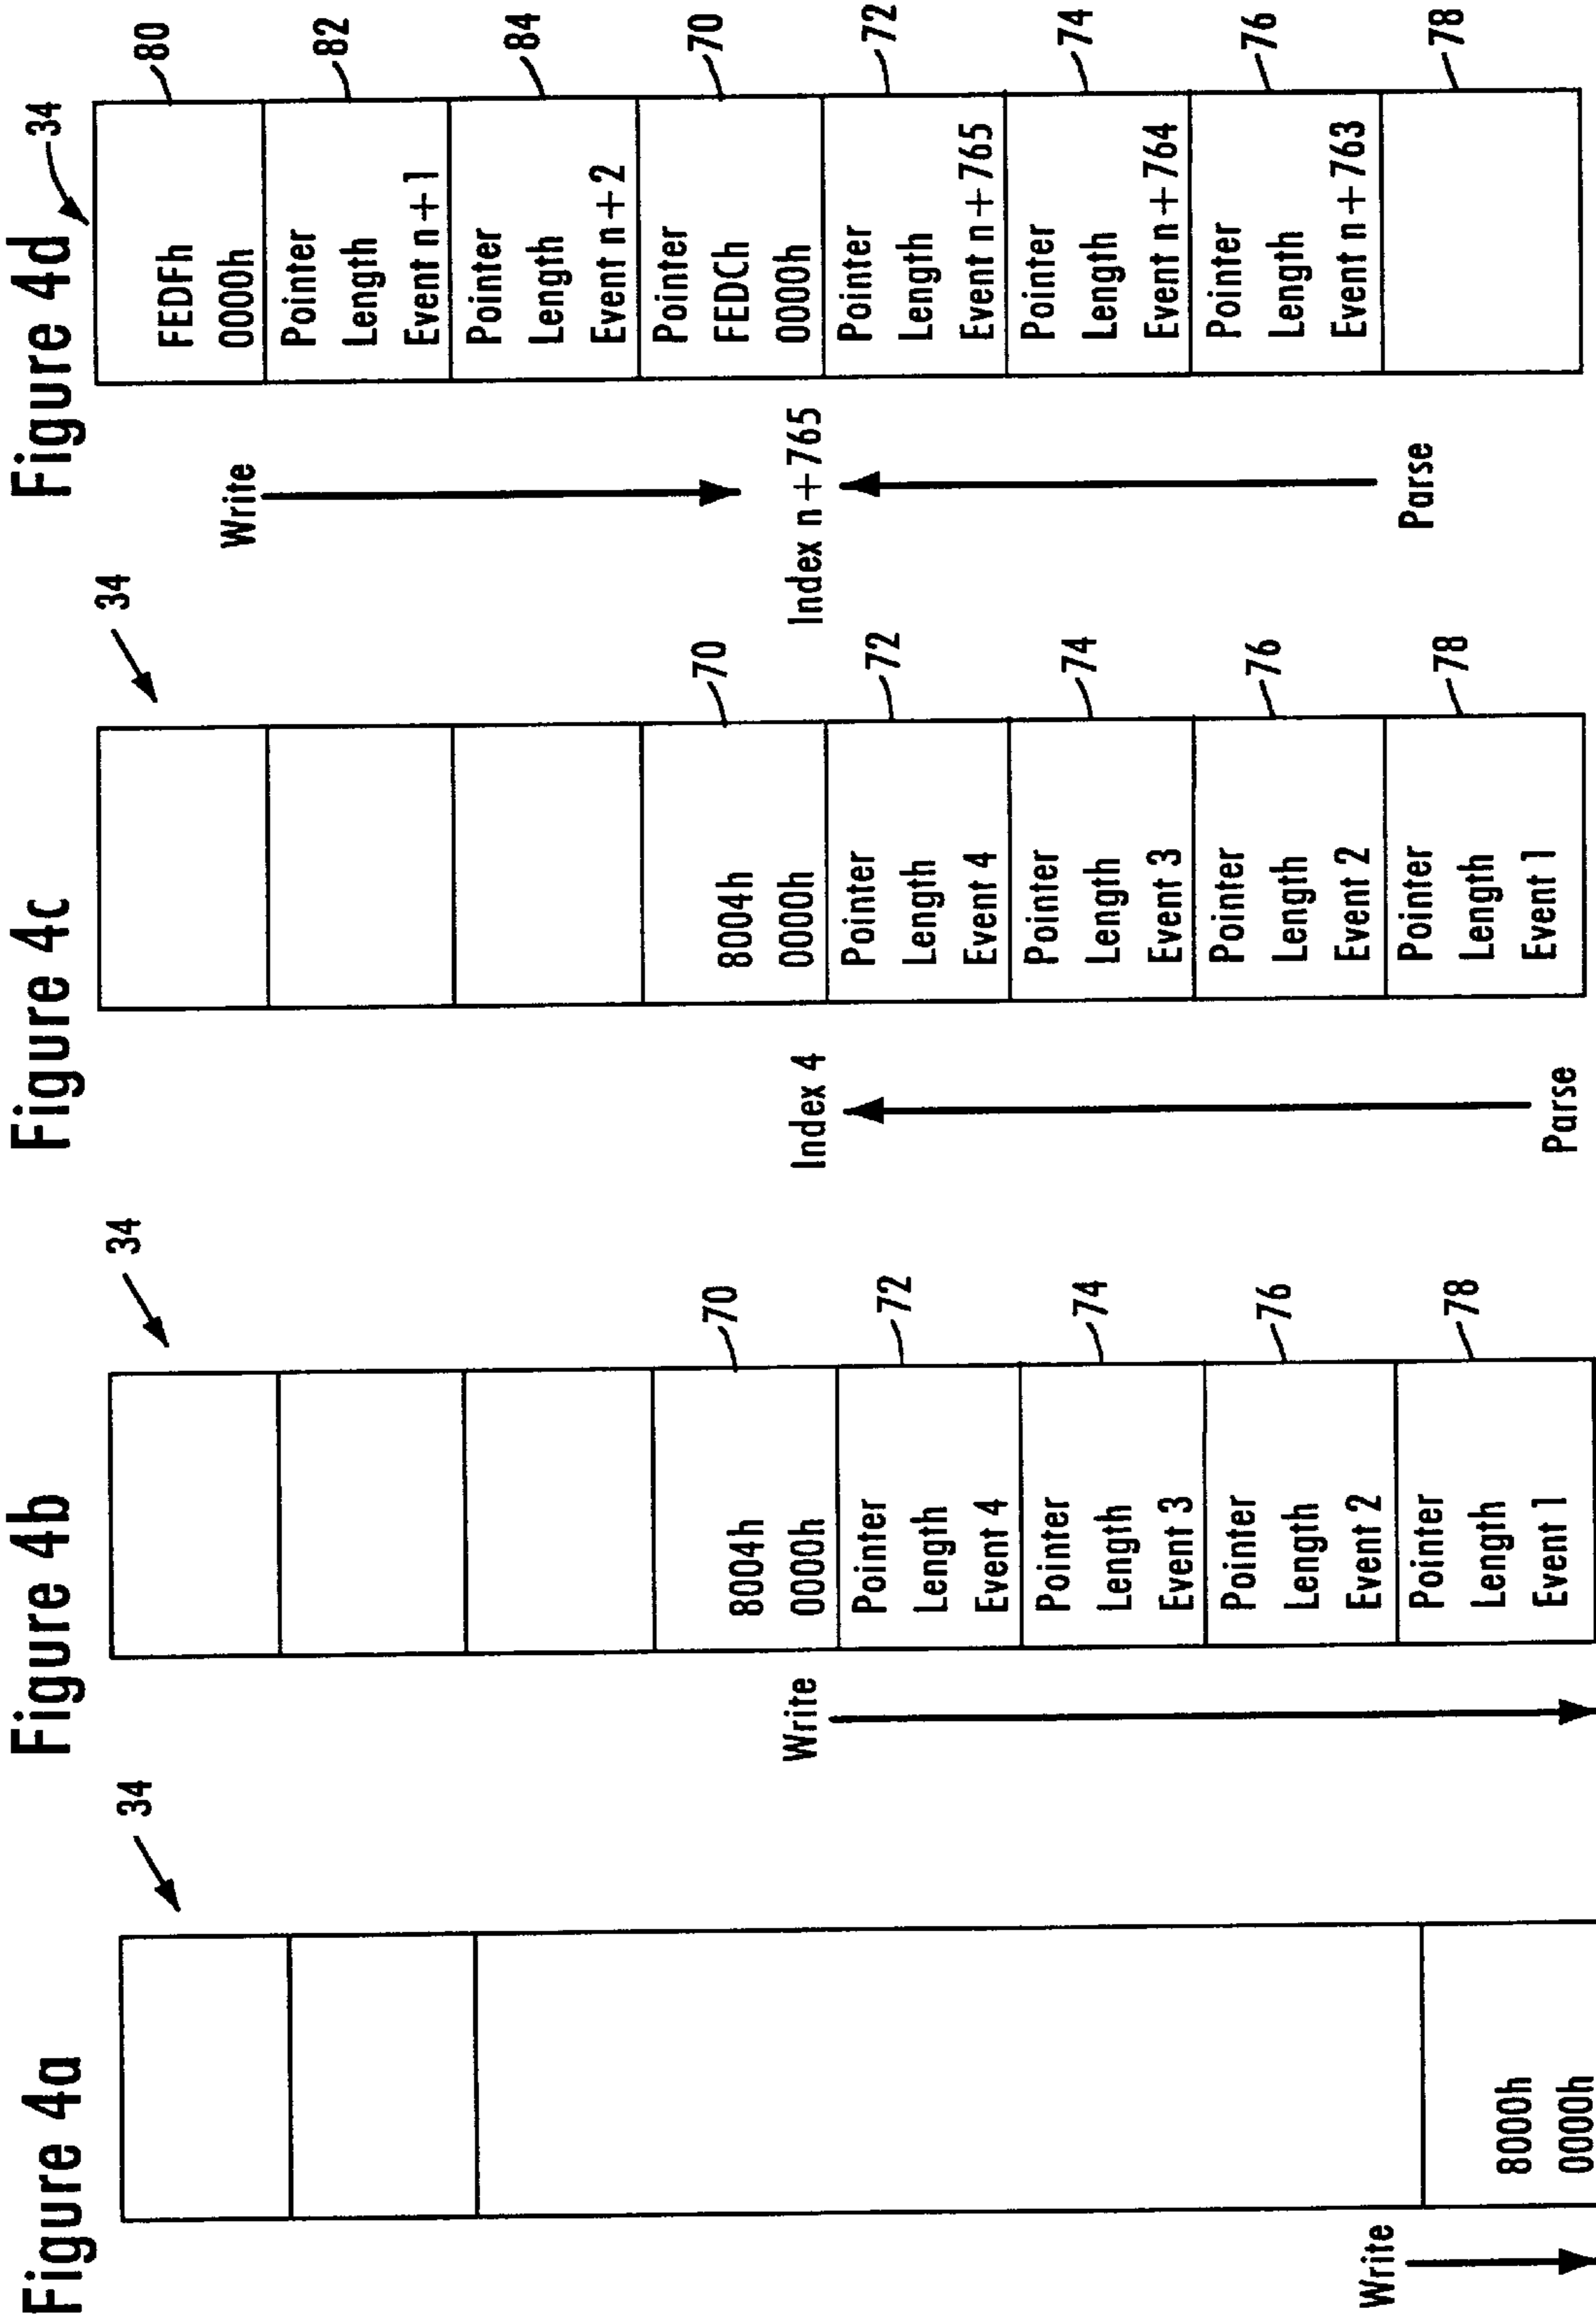 Figure 4a
34
Write
8000h
0000h
Figure 4b
34
Write
8004h
0000h
70
Pointer
Length
Event 4
72
Pointer
Length
Event 3
74
Pointer
Length
Event 2
76
Pointer
Length
Event 1
78
Figure 4c
34
Index 4
Parse
8004h
0000h
70
Pointer
Length
Event 4
72
Pointer
Length
Event 3
74
Pointer
Length
Event 2
76
Pointer
Length
Event 1
78
Figure 4d
34
Write
Index n+765
Parse
FEDFh
0000h
80
Pointer
Length
Event n+1
82
Pointer
Length
Event n+2
84
Pointer
FEDCh
0000h
70
Pointer
Length
Event n+765
72
Pointer
Length
Event n+764
74
Pointer
Length
Event n+763
76
78